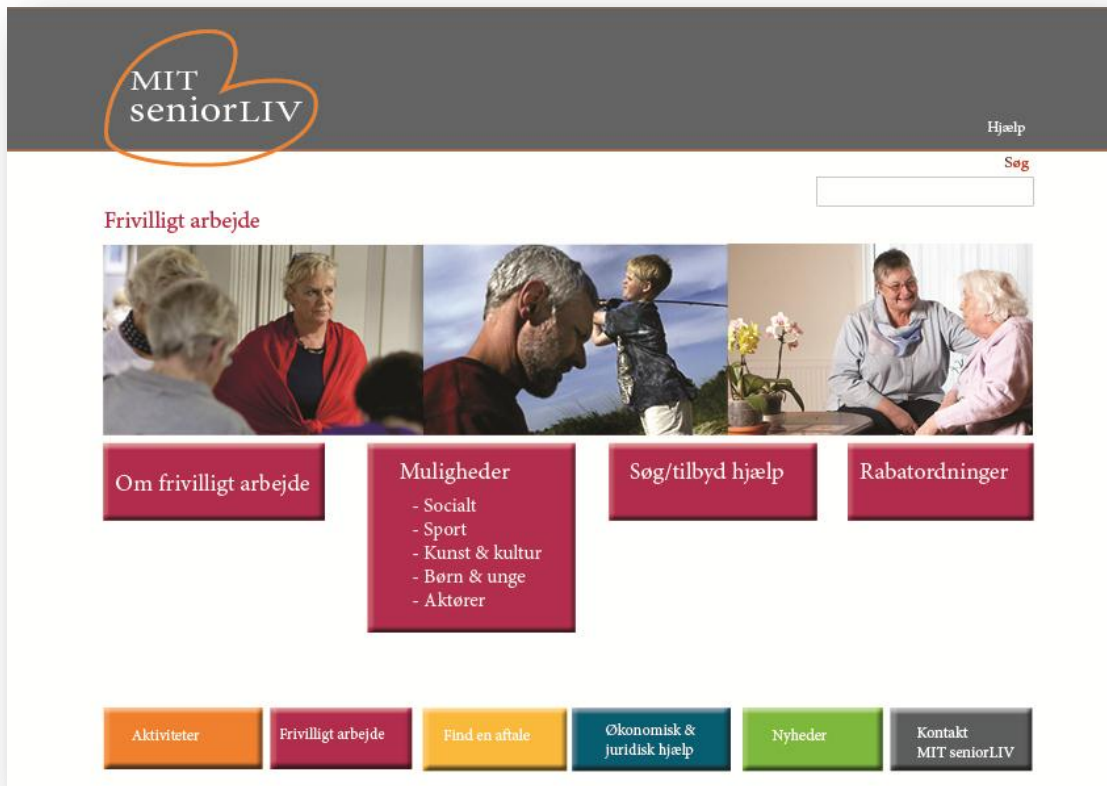 MIT
seniorLIV
Hjælp
Søg
Frivilligt arbejde
Om frivilligt arbejde
Muligheder
- Socialt
- Sport
- Kunst & kultur
- Børn & unge
- Aktører
Søg/tilbyd hjælp
Rabatordninger
Aktiviteter
Frivilligt arbejde
Find en aftale
Økonomisk &
juridisk hjælp
Nyheder
Kontakt
MIT seniorLIV